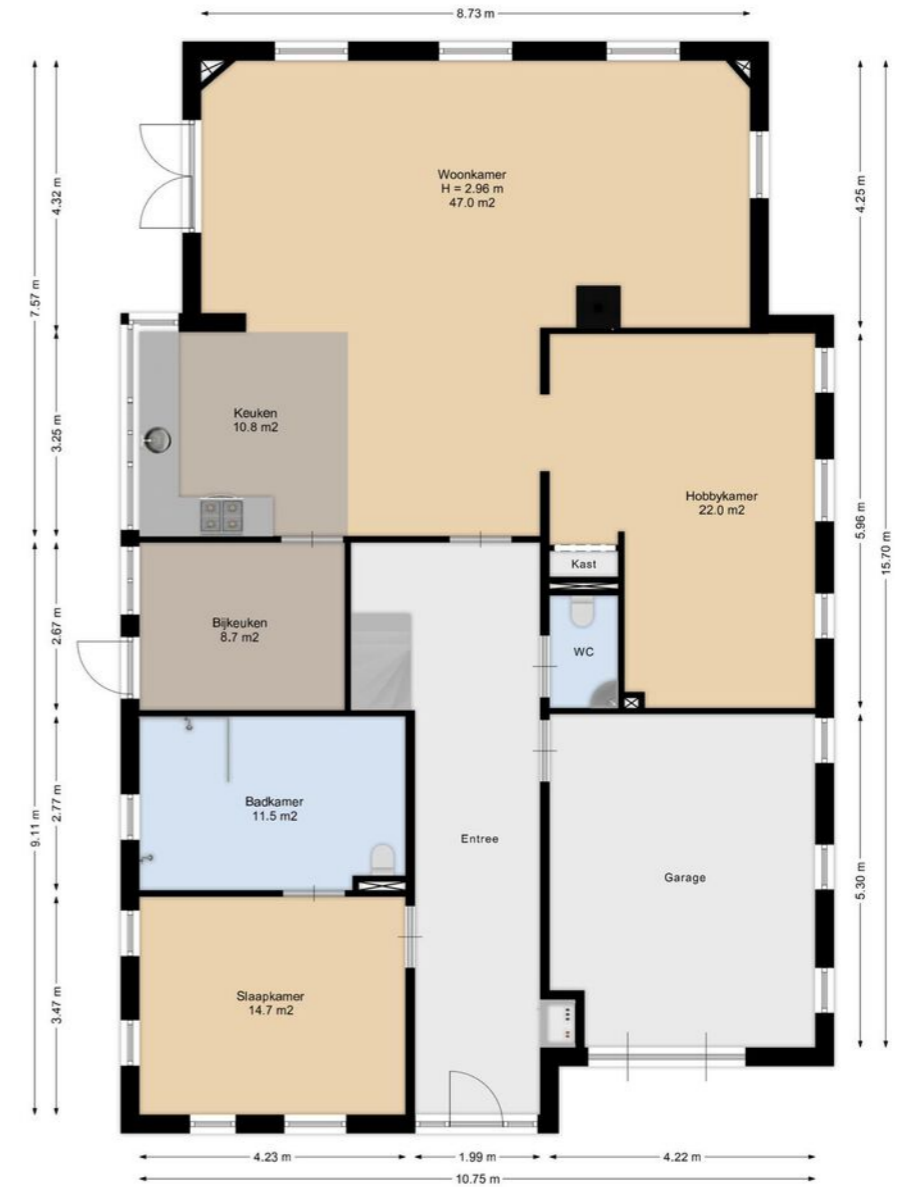 8.73 m
Woonkamer
H = 2.96 m
47.0 m2
4.32 m
4.25 m
7.57 m
3.25 m
Keuken
10.8 m2
Hobbykamer
22.0 m2
5.96 m
15.70 m
Kast
Bijkeuken
8.7 m2
2.67 m
WC
Badkamer
11.5 m2
2.77 m
9.11 m
Entree
Garage
5.30 m
Slaapkamer
14.7 m2
3.47 m
4.23 m
1.99 m
4.22 m
10.75 m